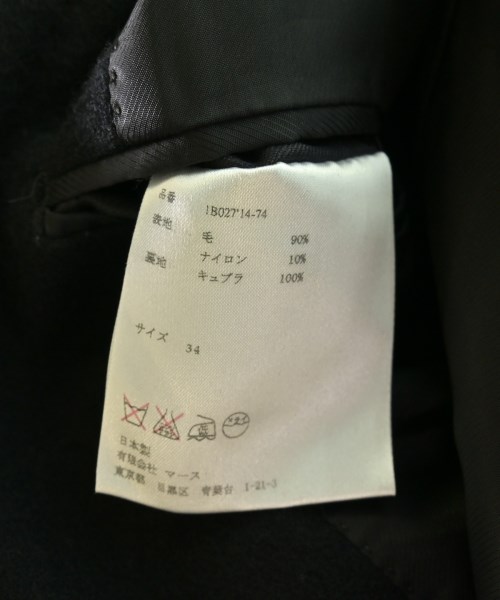 品番 1B027'14-74
表地 毛 90%
ナイロン 10%
裏地 キュプラ 100%
サイズ 34
日本製
有限会社 マース
東京都 目黒区 青葉台 1-21-3